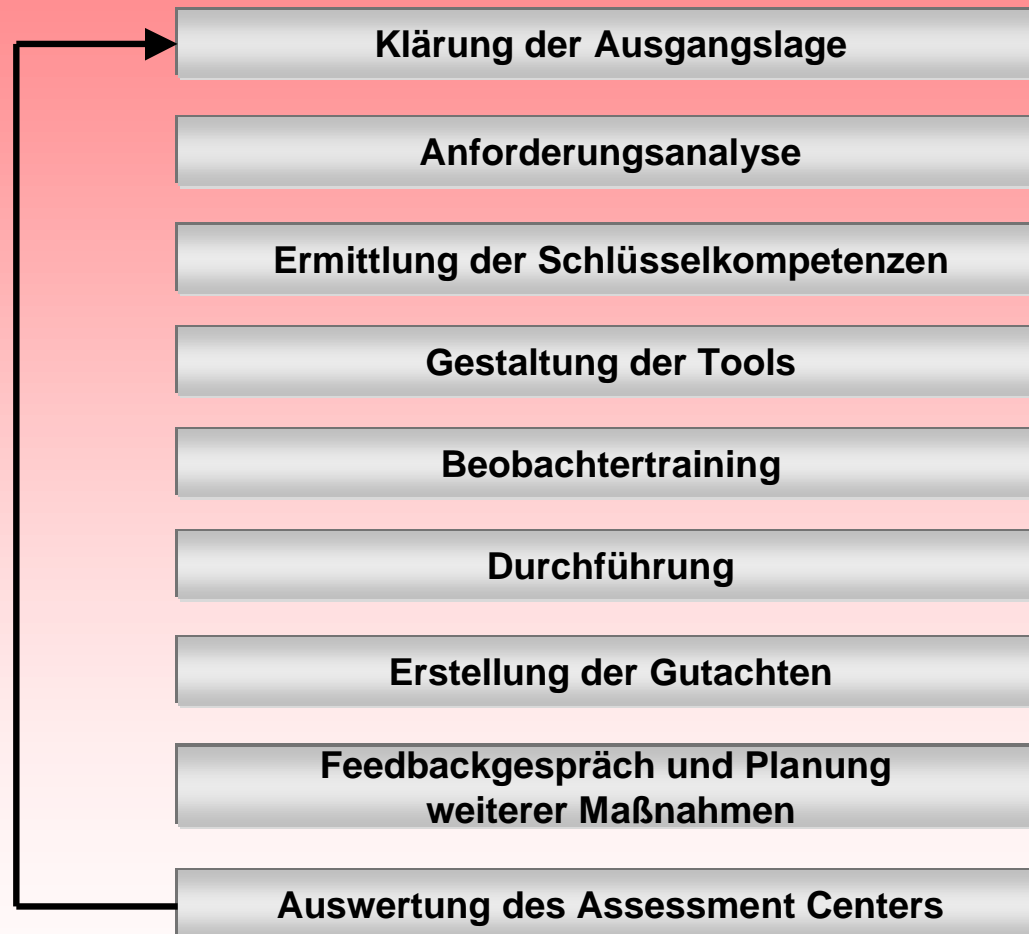 Klärung der Ausgangslage
Anforderungsanalyse
Ermittlung der Schlüsselkompetenzen
Gestaltung der Tools
Beobachtertraining
Durchführung
Erstellung der Gutachten
Feedbackgespräch und Planung
weiterer Maßnahmen
Auswertung des Assessment Centers